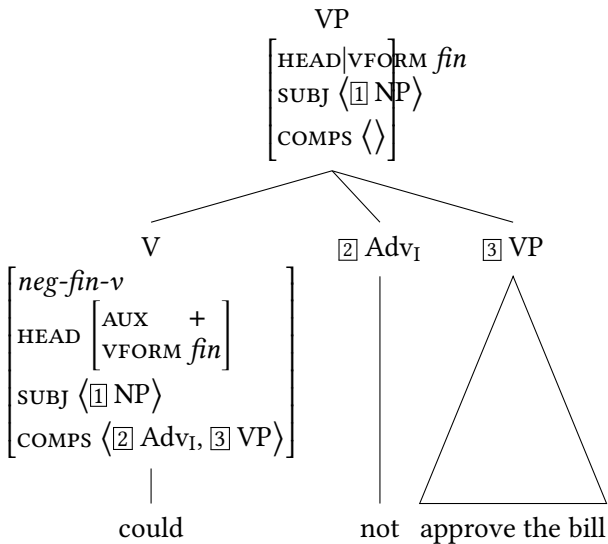 VP
HEAD|VFORM fin
SUBJ ⟨1 NP⟩
COMPS ⟨⟩
V
2 AdvI
3 VP
neg-fin-v
HEAD [AUX +
VFORM fin]
SUBJ ⟨1 NP⟩
COMPS ⟨2 AdvI, 3 VP⟩
could not approve the bill